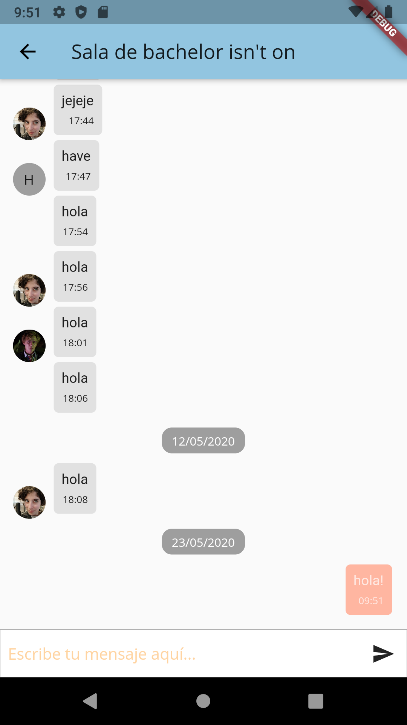 9:51
DEBUG
Sala de bachelor isn't on
jejeje
17:44
H
have
17:47
hola
17:54
hola
17:56
hola
18:01
hola
18:06
12/05/2020
hola
18:08
23/05/2020
hola!
09:51
Escribe tu mensaje aquí...